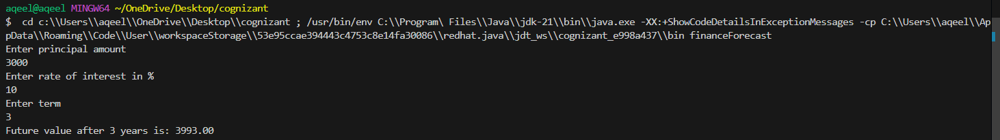 aqeel@aqeel MINGW64 ~/OneDrive/Desktop/cognizant
$  cd c:\\Users\\aqeel\\OneDrive\\Desktop\\cognizant ; /usr/bin/env C:\\Program\ Files\\Java\\jdk-21\\bin\\java.exe -XX:+ShowCodeDetailsInExceptionMessages -cp C:\\Users\\aqeel\\Ap
pData\\Roaming\\Code\\User\\workspaceStorage\\53e95ccae394443c4753c8e14fa30086\\redhat.java\\jdt_ws\\cognizant_e998a437\\bin financeForecast
Enter principal amount
3000
Enter rate of interest in %
10
Enter term
3
Future value after 3 years is: 3993.00